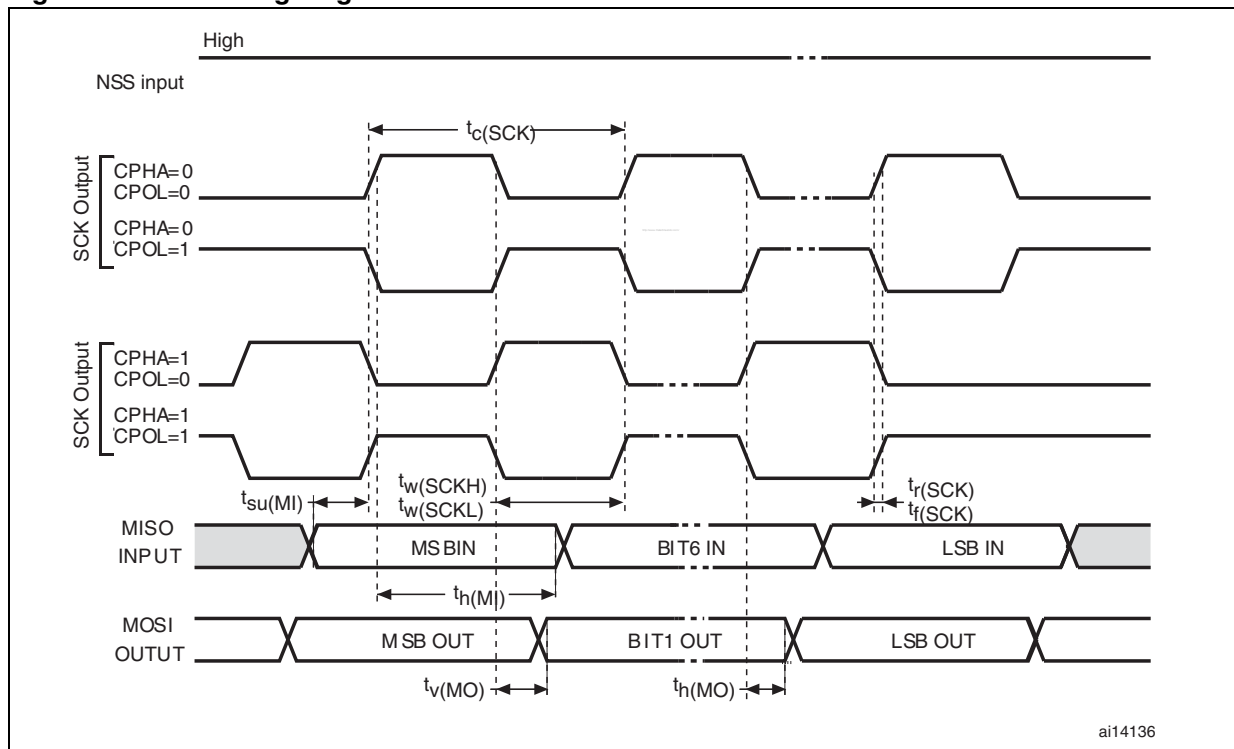 High
NSS input
tc(SCK)
SCK Output
CPHA=0
CPOL=0
CPHA=0
CPOL=1
SCK Output
CPHA=1
CPOL=0
CPHA=1
CPOL=1
tsu(MI)
tw(SCKH)
tw(SCKL)
tr(SCK)
tf(SCK)
MISO
INPUT
MSBIN
BIT6 IN
LSB IN
th(MI)
MOSI
OUTUT
MSB OUT
BIT1 OUT
LSB OUT
tv(MO)
th(MO)
ai14136